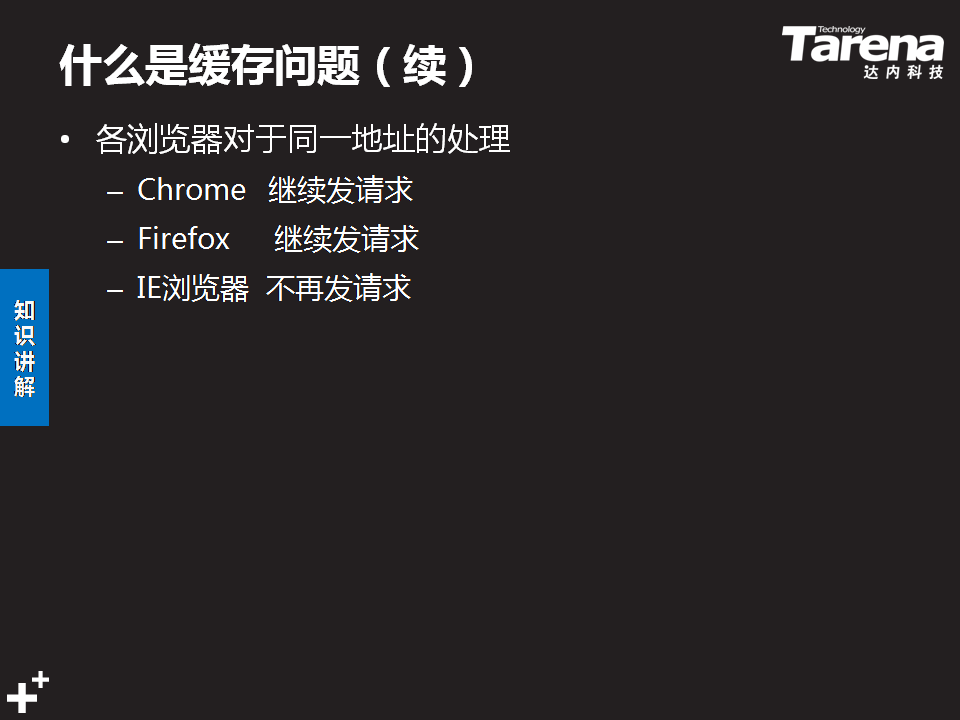 什么是缓存问题（续）
Technology
Tarena
达内科技
• 各浏览器对于同一地址的处理
– Chrome 继续发请求
– Firefox 继续发请求
– IE浏览器 不再发请求
知识讲解